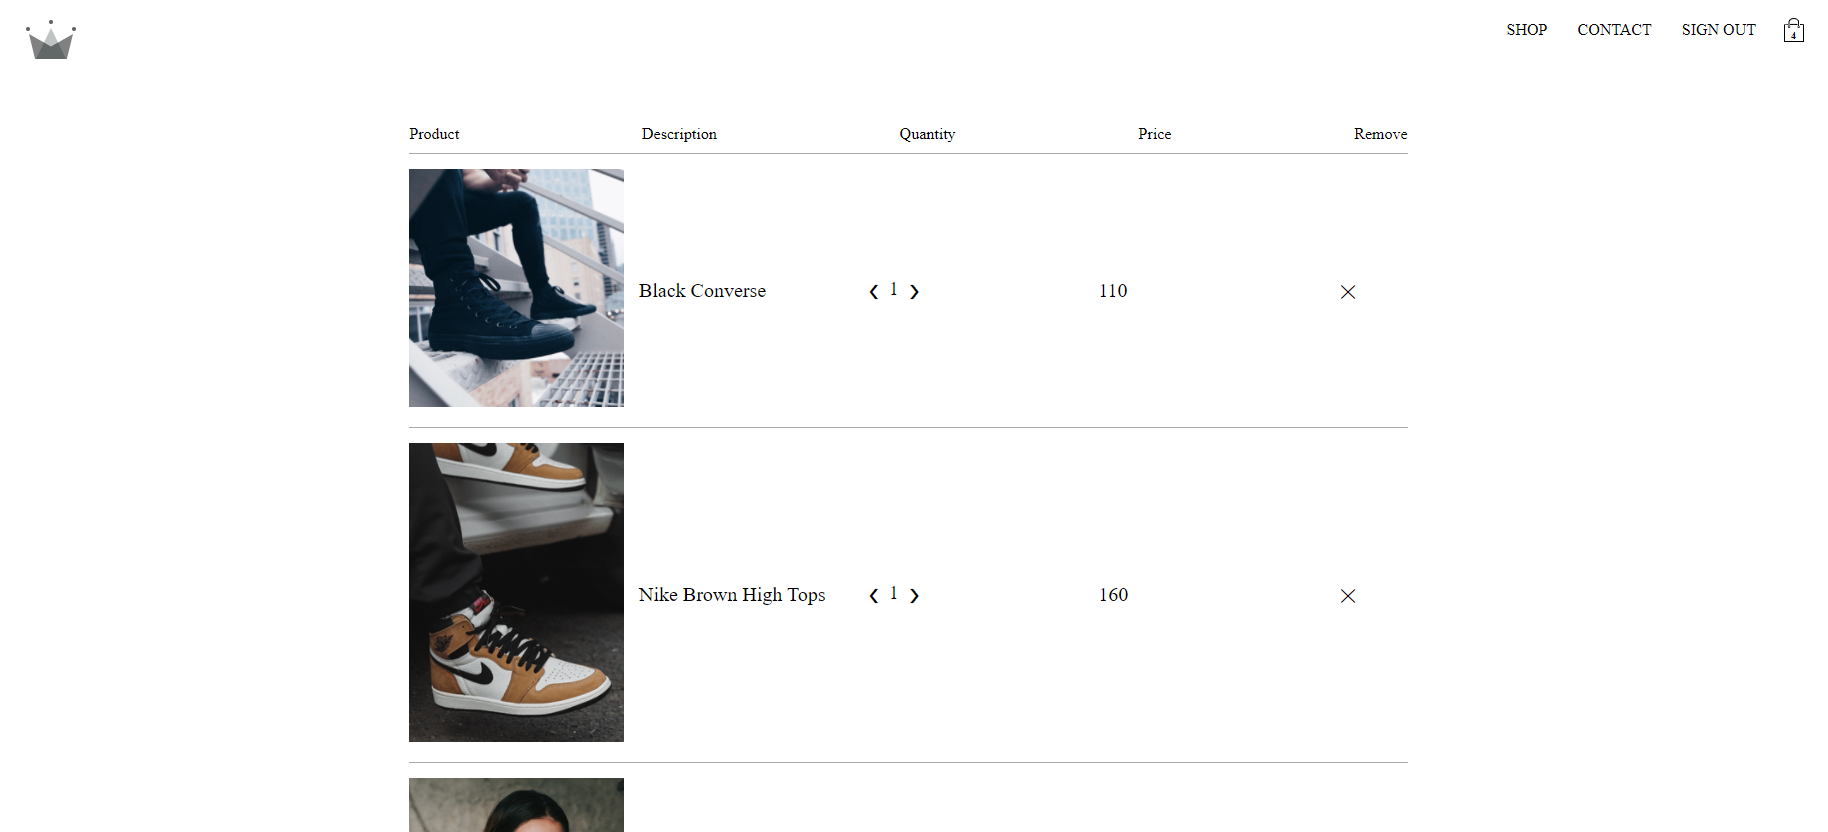 SHOP CONTACT SIGN OUT 4
Product Description Quantity Price Remove
Black Converse ❮ 1 ❯ 110 ✕
Nike Brown High Tops ❮ 1 ❯ 160 ✕